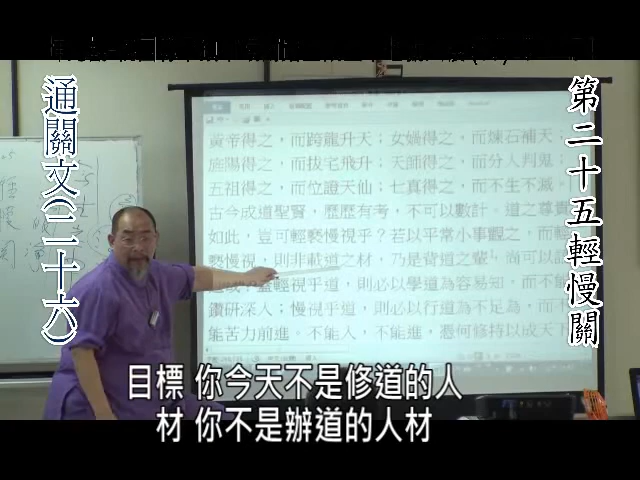 通關文(二十六)
第二十五輕慢關
黃帝得之，而跨龍升天；女媧得之，而煉石補天，
旌陽得之，而拔宅飛升；天師得之，而分人判鬼；
五祖得之，而位證天仙；七真得之，而不生不滅。
古今成道聖賢，歷歷有考，不可以數計。道之尊貴
如此，豈可輕褻慢視乎？若以平常小事觀之，而輕
褻慢視，則非載道之材，乃是背道之輩，尚可以
蓋輕視乎道，則必以學道為容易知，而不能
鑽研深入；慢視乎道，則必以行道為不足為，而不
能苦力前進。不能入，不能進，憑何修持以成天下
目標 你今天不是修道的人
材 你不是辦道的人材